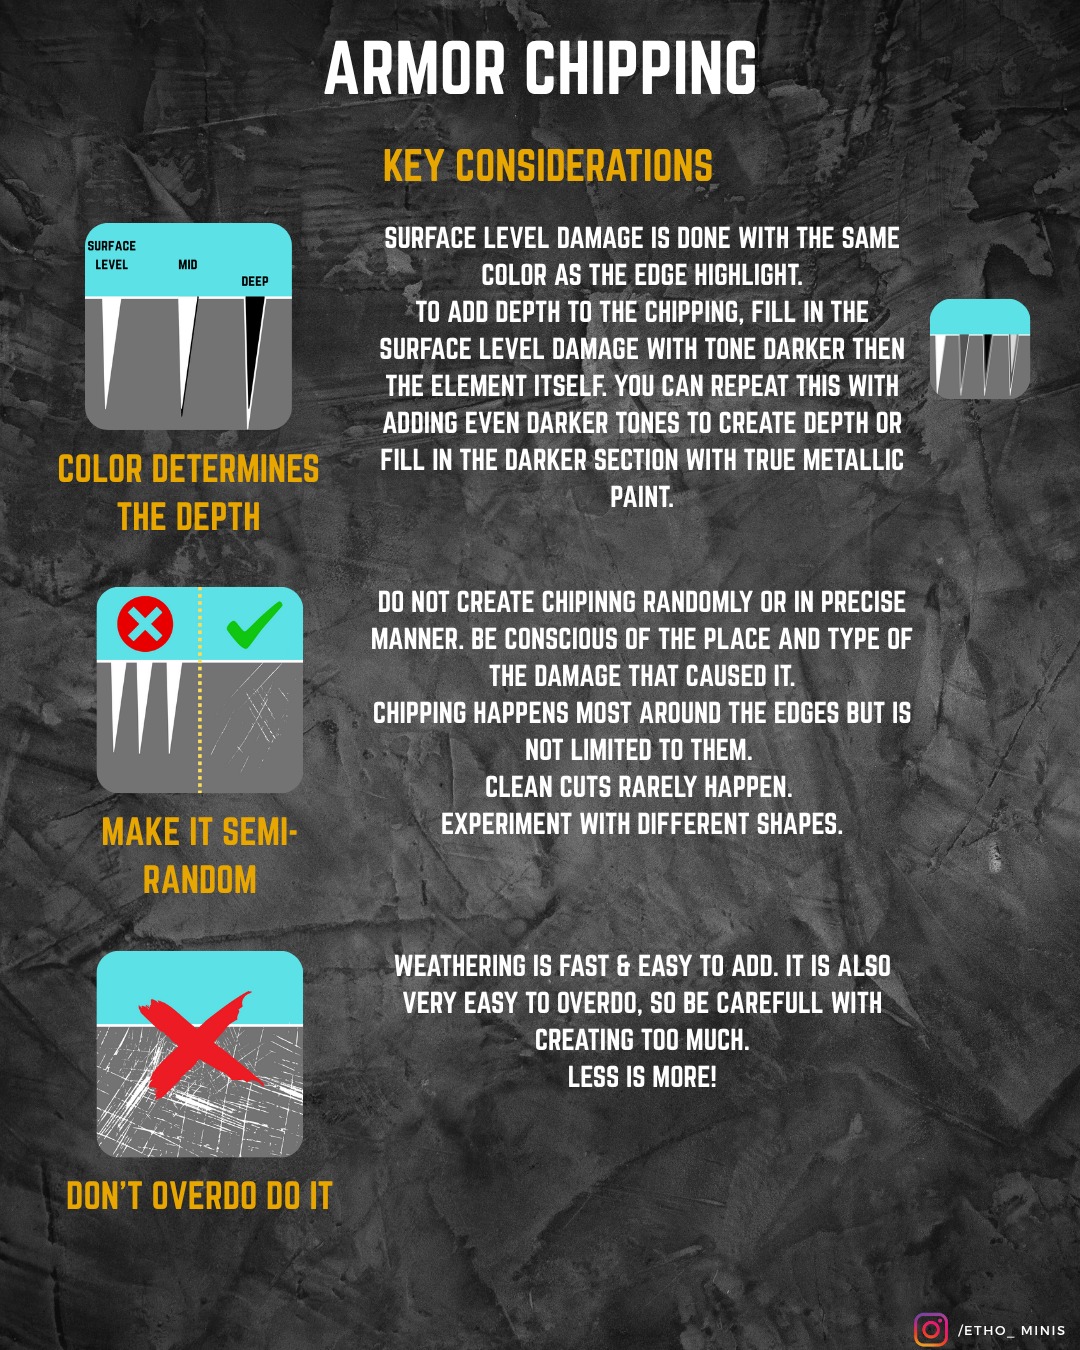 ARMOR CHIPPING
KEY CONSIDERATIONS
SURFACE
LEVEL
MID
DEEP
COLOR DETERMINES
THE DEPTH
SURFACE LEVEL DAMAGE IS DONE WITH THE SAME
COLOR AS THE EDGE HIGHLIGHT.
TO ADD DEPTH TO THE CHIPPING, FILL IN THE
SURFACE LEVEL DAMAGE WITH TONE DARKER THEN
THE ELEMENT ITSELF. YOU CAN REPEAT THIS WITH
ADDING EVEN DARKER TONES TO CREATE DEPTH OR
FILL IN THE DARKER SECTION WITH TRUE METALLIC
PAINT.
MAKE IT SEMI-
RANDOM
DO NOT CREATE CHIPINNG RANDOMLY OR IN PRECISE
MANNER. BE CONSCIOUS OF THE PLACE AND TYPE OF
THE DAMAGE THAT CAUSED IT.
CHIPPING HAPPENS MOST AROUND THE EDGES BUT IS
NOT LIMITED TO THEM.
CLEAN CUTS RARELY HAPPEN.
EXPERIMENT WITH DIFFERENT SHAPES.
DON'T OVERDO DO IT
WEATHERING IS FAST & EASY TO ADD. IT IS ALSO
VERY EASY TO OVERDO, SO BE CAREFULL WITH
CREATING TOO MUCH.
LESS IS MORE!
/ETHO_ MINIS